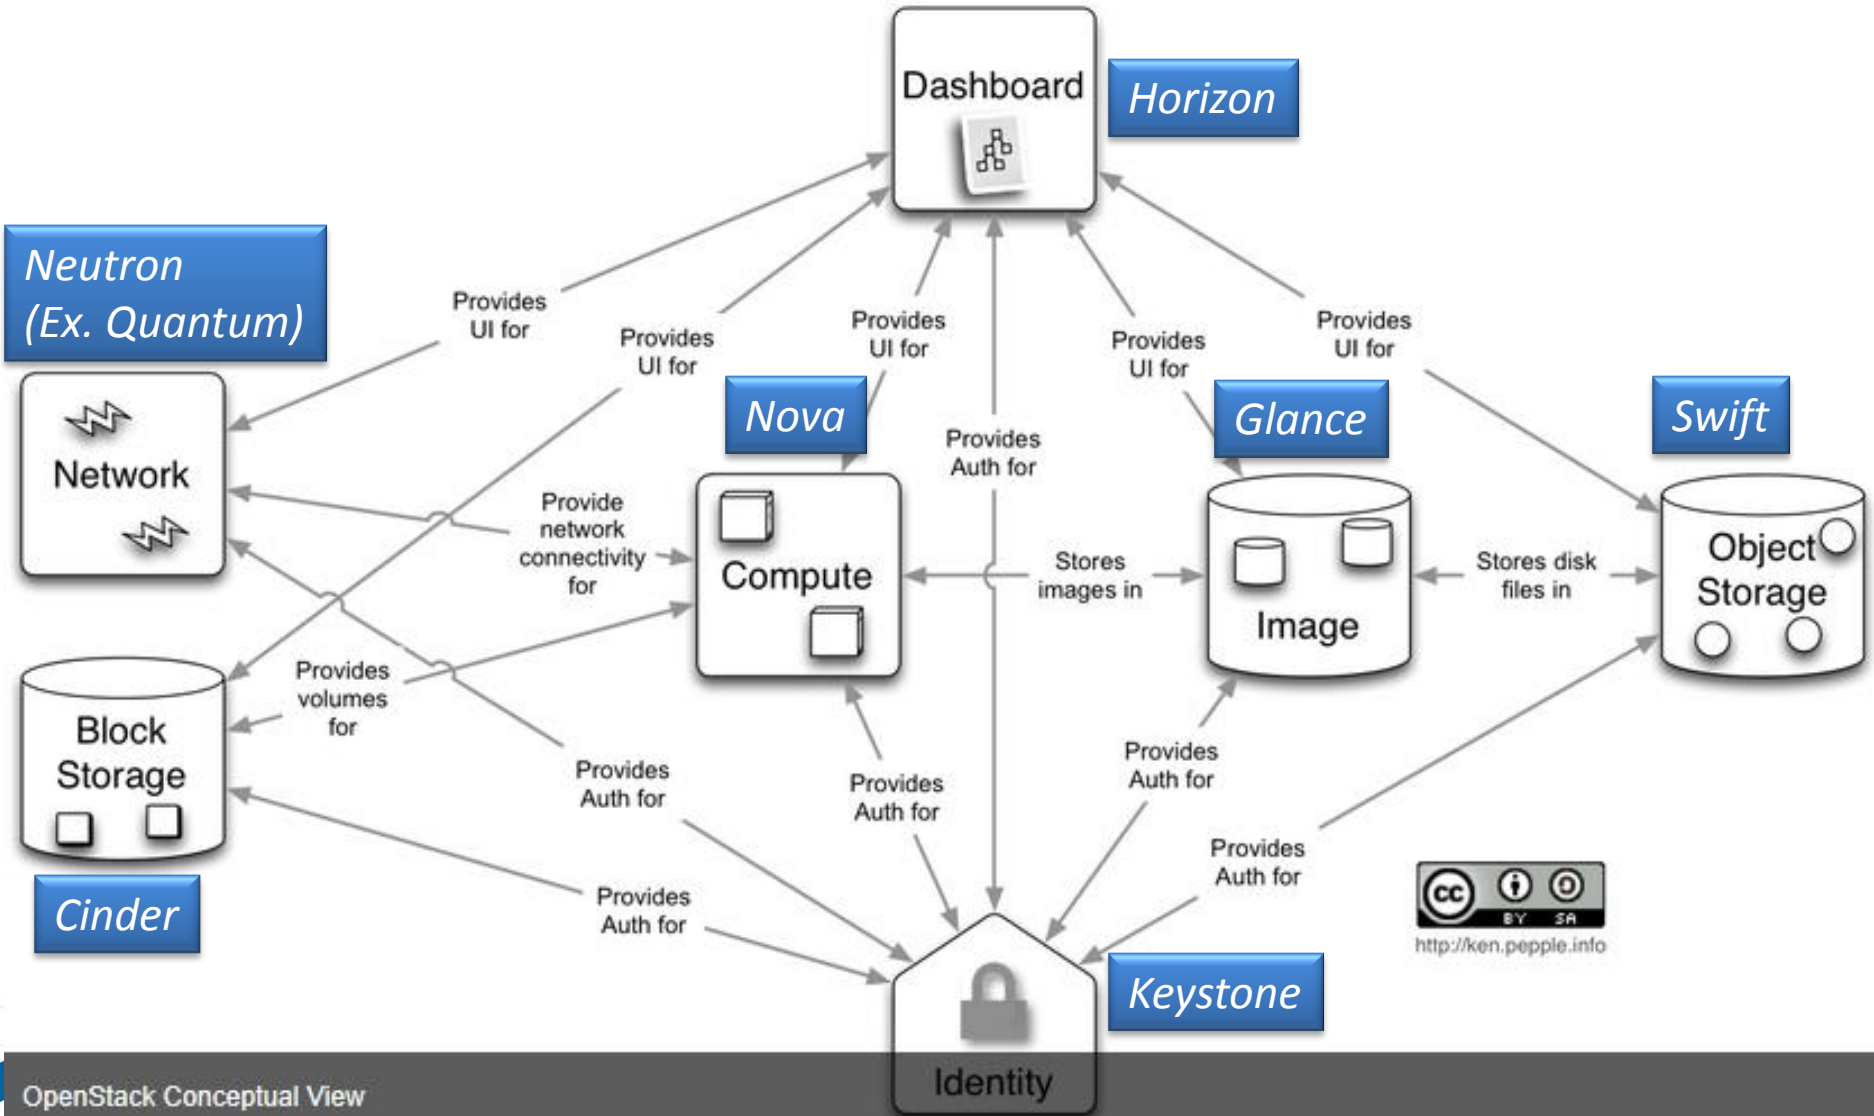 Dashboard
Horizon
Neutron
(Ex. Quantum)
Provides
UI for
Provides
UI for
Provides
UI for
Provides
UI for
Provides
UI for
Nova
Glance
Swift
Network
Provides
Auth for
Provide
network
connectivity
for
Compute
Stores
images in
Image
Stores disk
files in
Object
Storage
Provides
volumes
for
Block
Storage
Provides
Auth for
Provides
Auth for
Provides
Auth for
Provides
Auth for
Provides
Auth for
Cinder
cc
BY SA
http://ken.pepple.info
Keystone
Identity
OpenStack Conceptual View